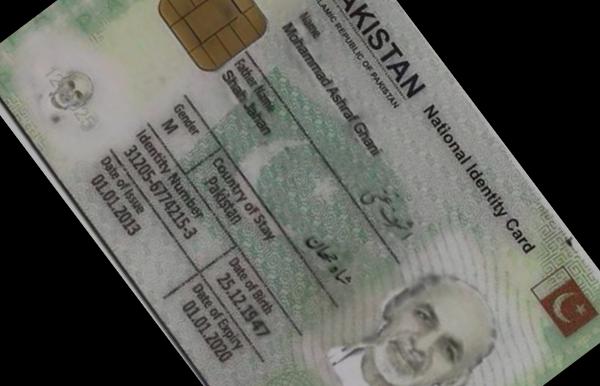 PAKISTAN National Identity Card
ISLAMIC REPUBLIC OF PAKISTAN
Name
Mohammad Ashraf Ghani
Father Name
Shah Jahan
شاہ جہان
Gender
M
Country of Stay
Pakistan
Identity Number
31205-6774215-3
Date of Birth
25.12.1947
Date of Issue
01.01.2013
Date of Expiry
01.01.2020